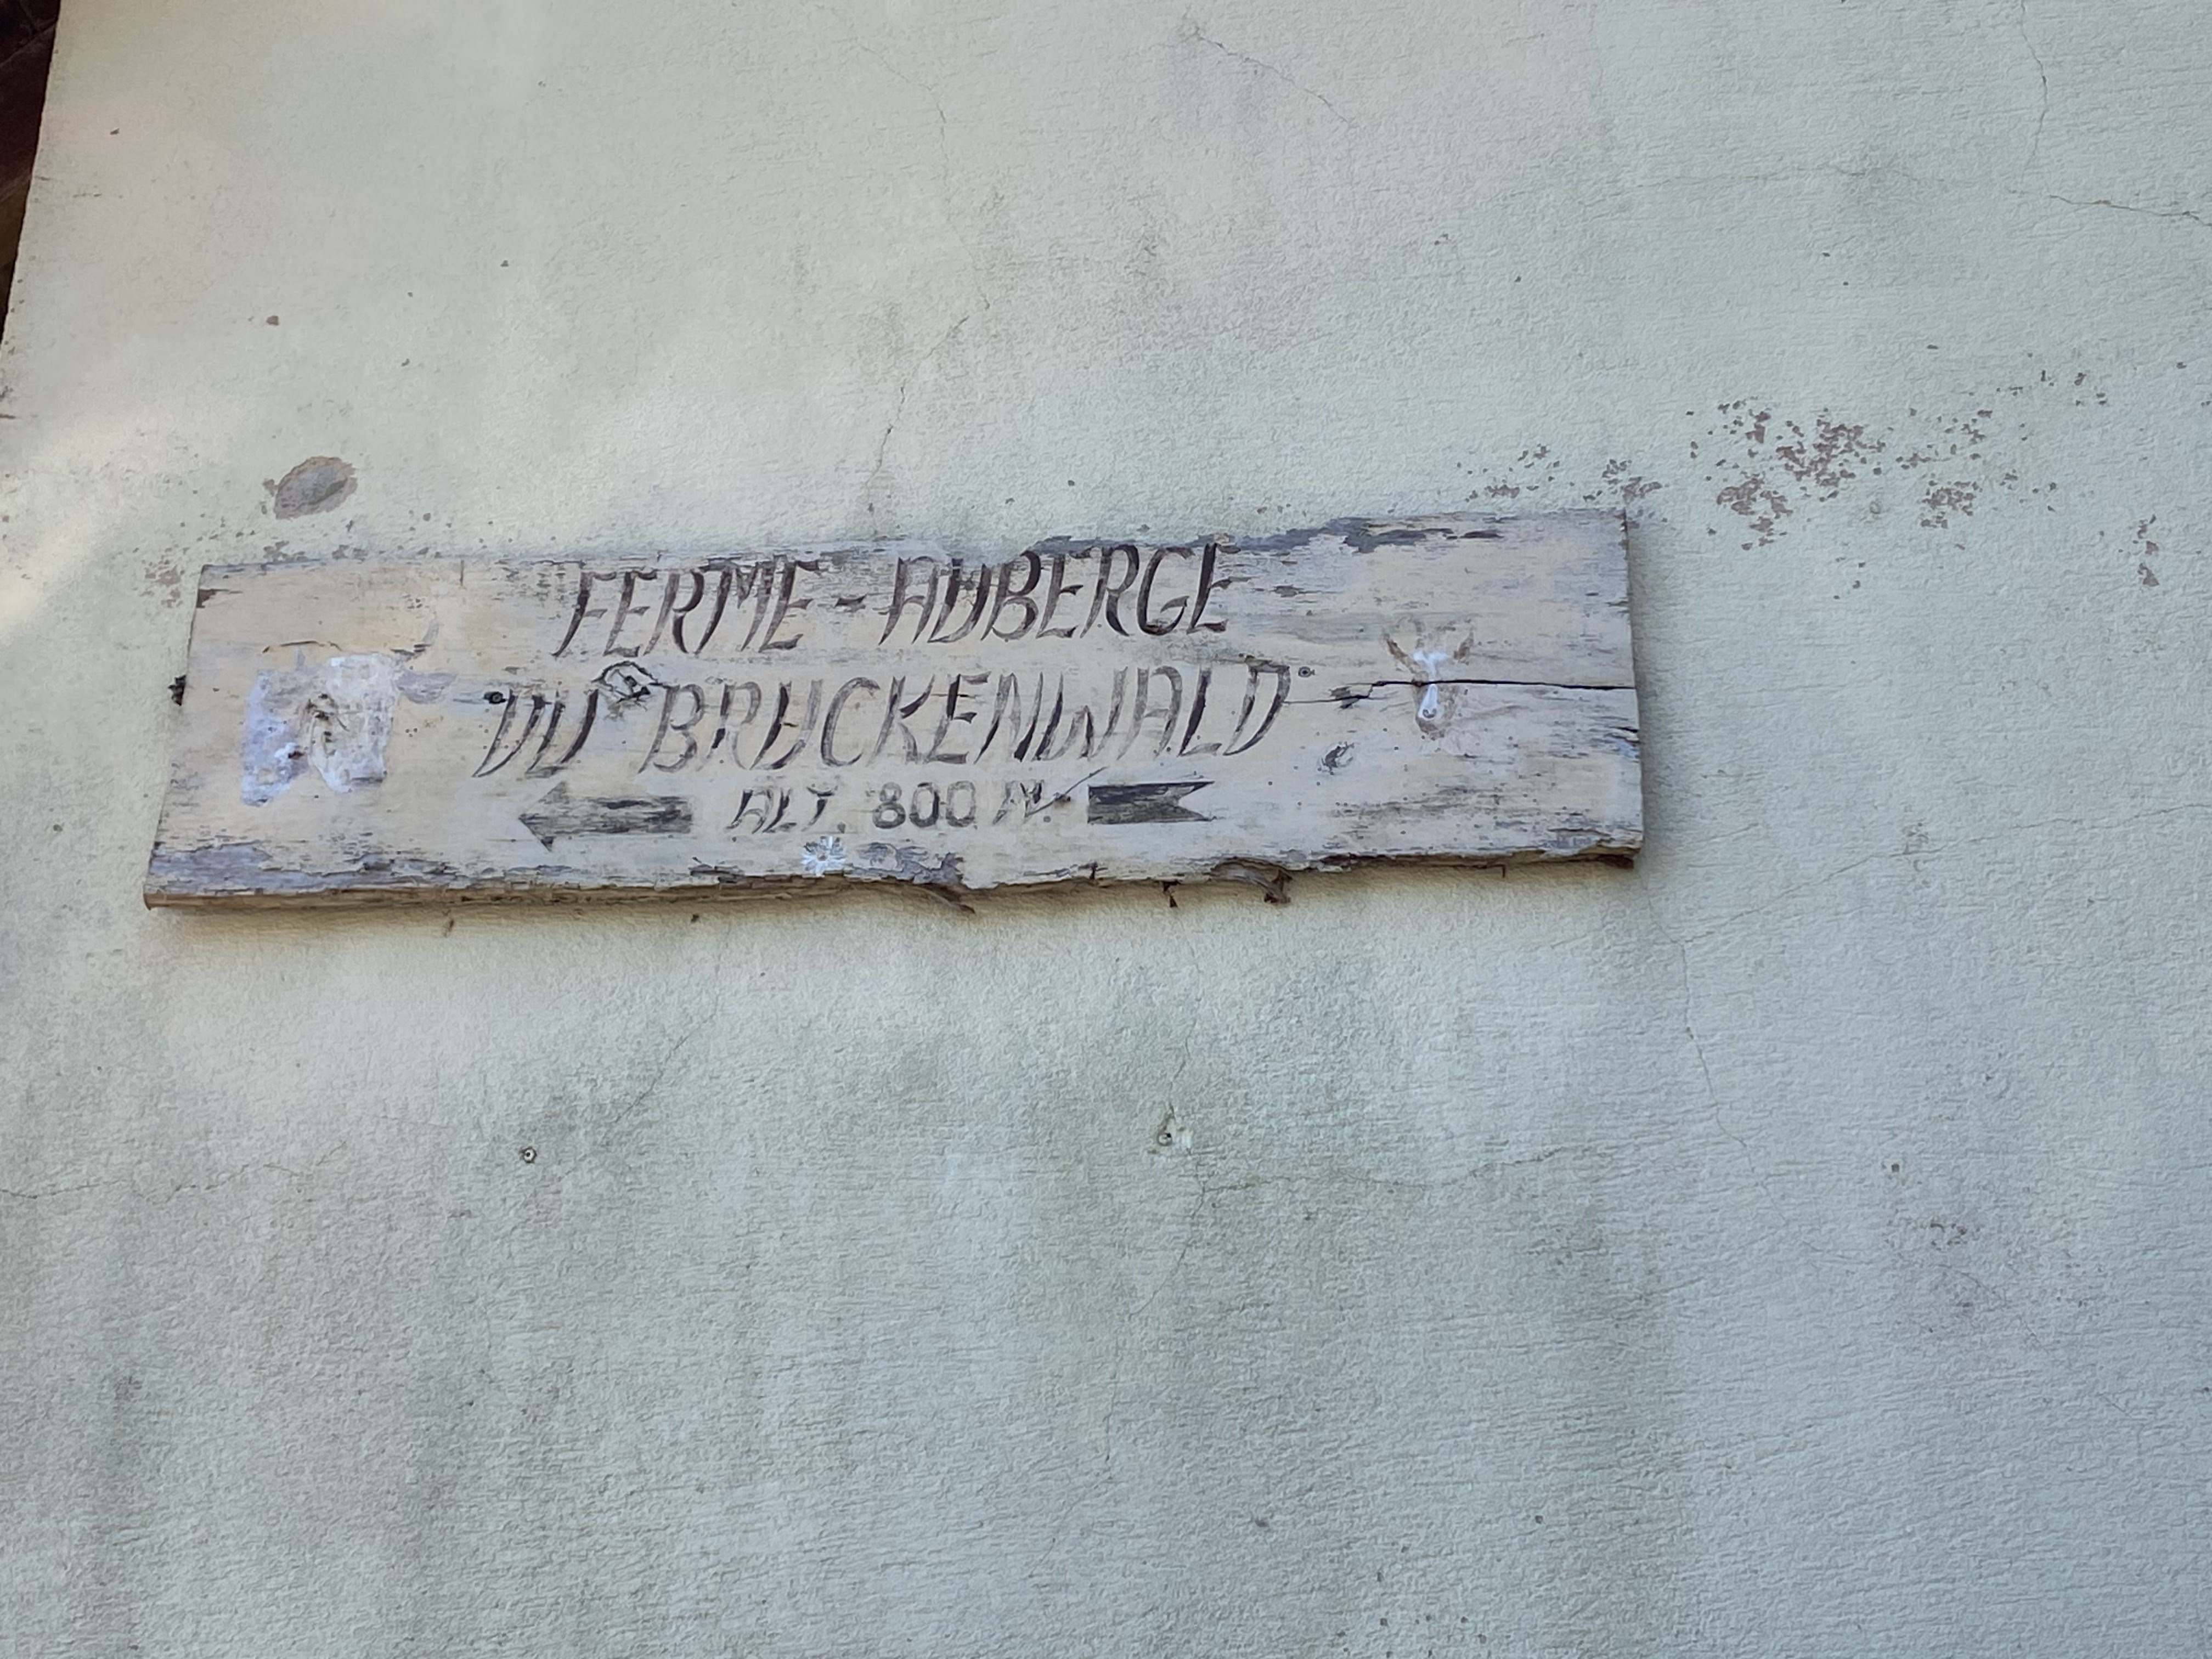 FERME-AUBERGE
DU BRUCKENWALD
ALT. 800 M.